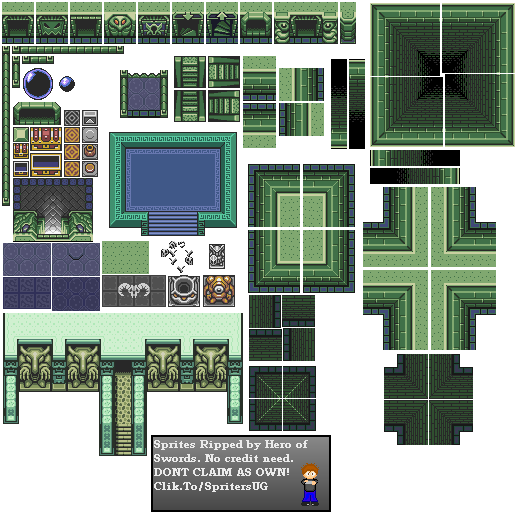 Sprites Ripped by Hero of
Swords. No credit need.
DONT CLAIM AS OWN!
Clik.To/SpritersUG